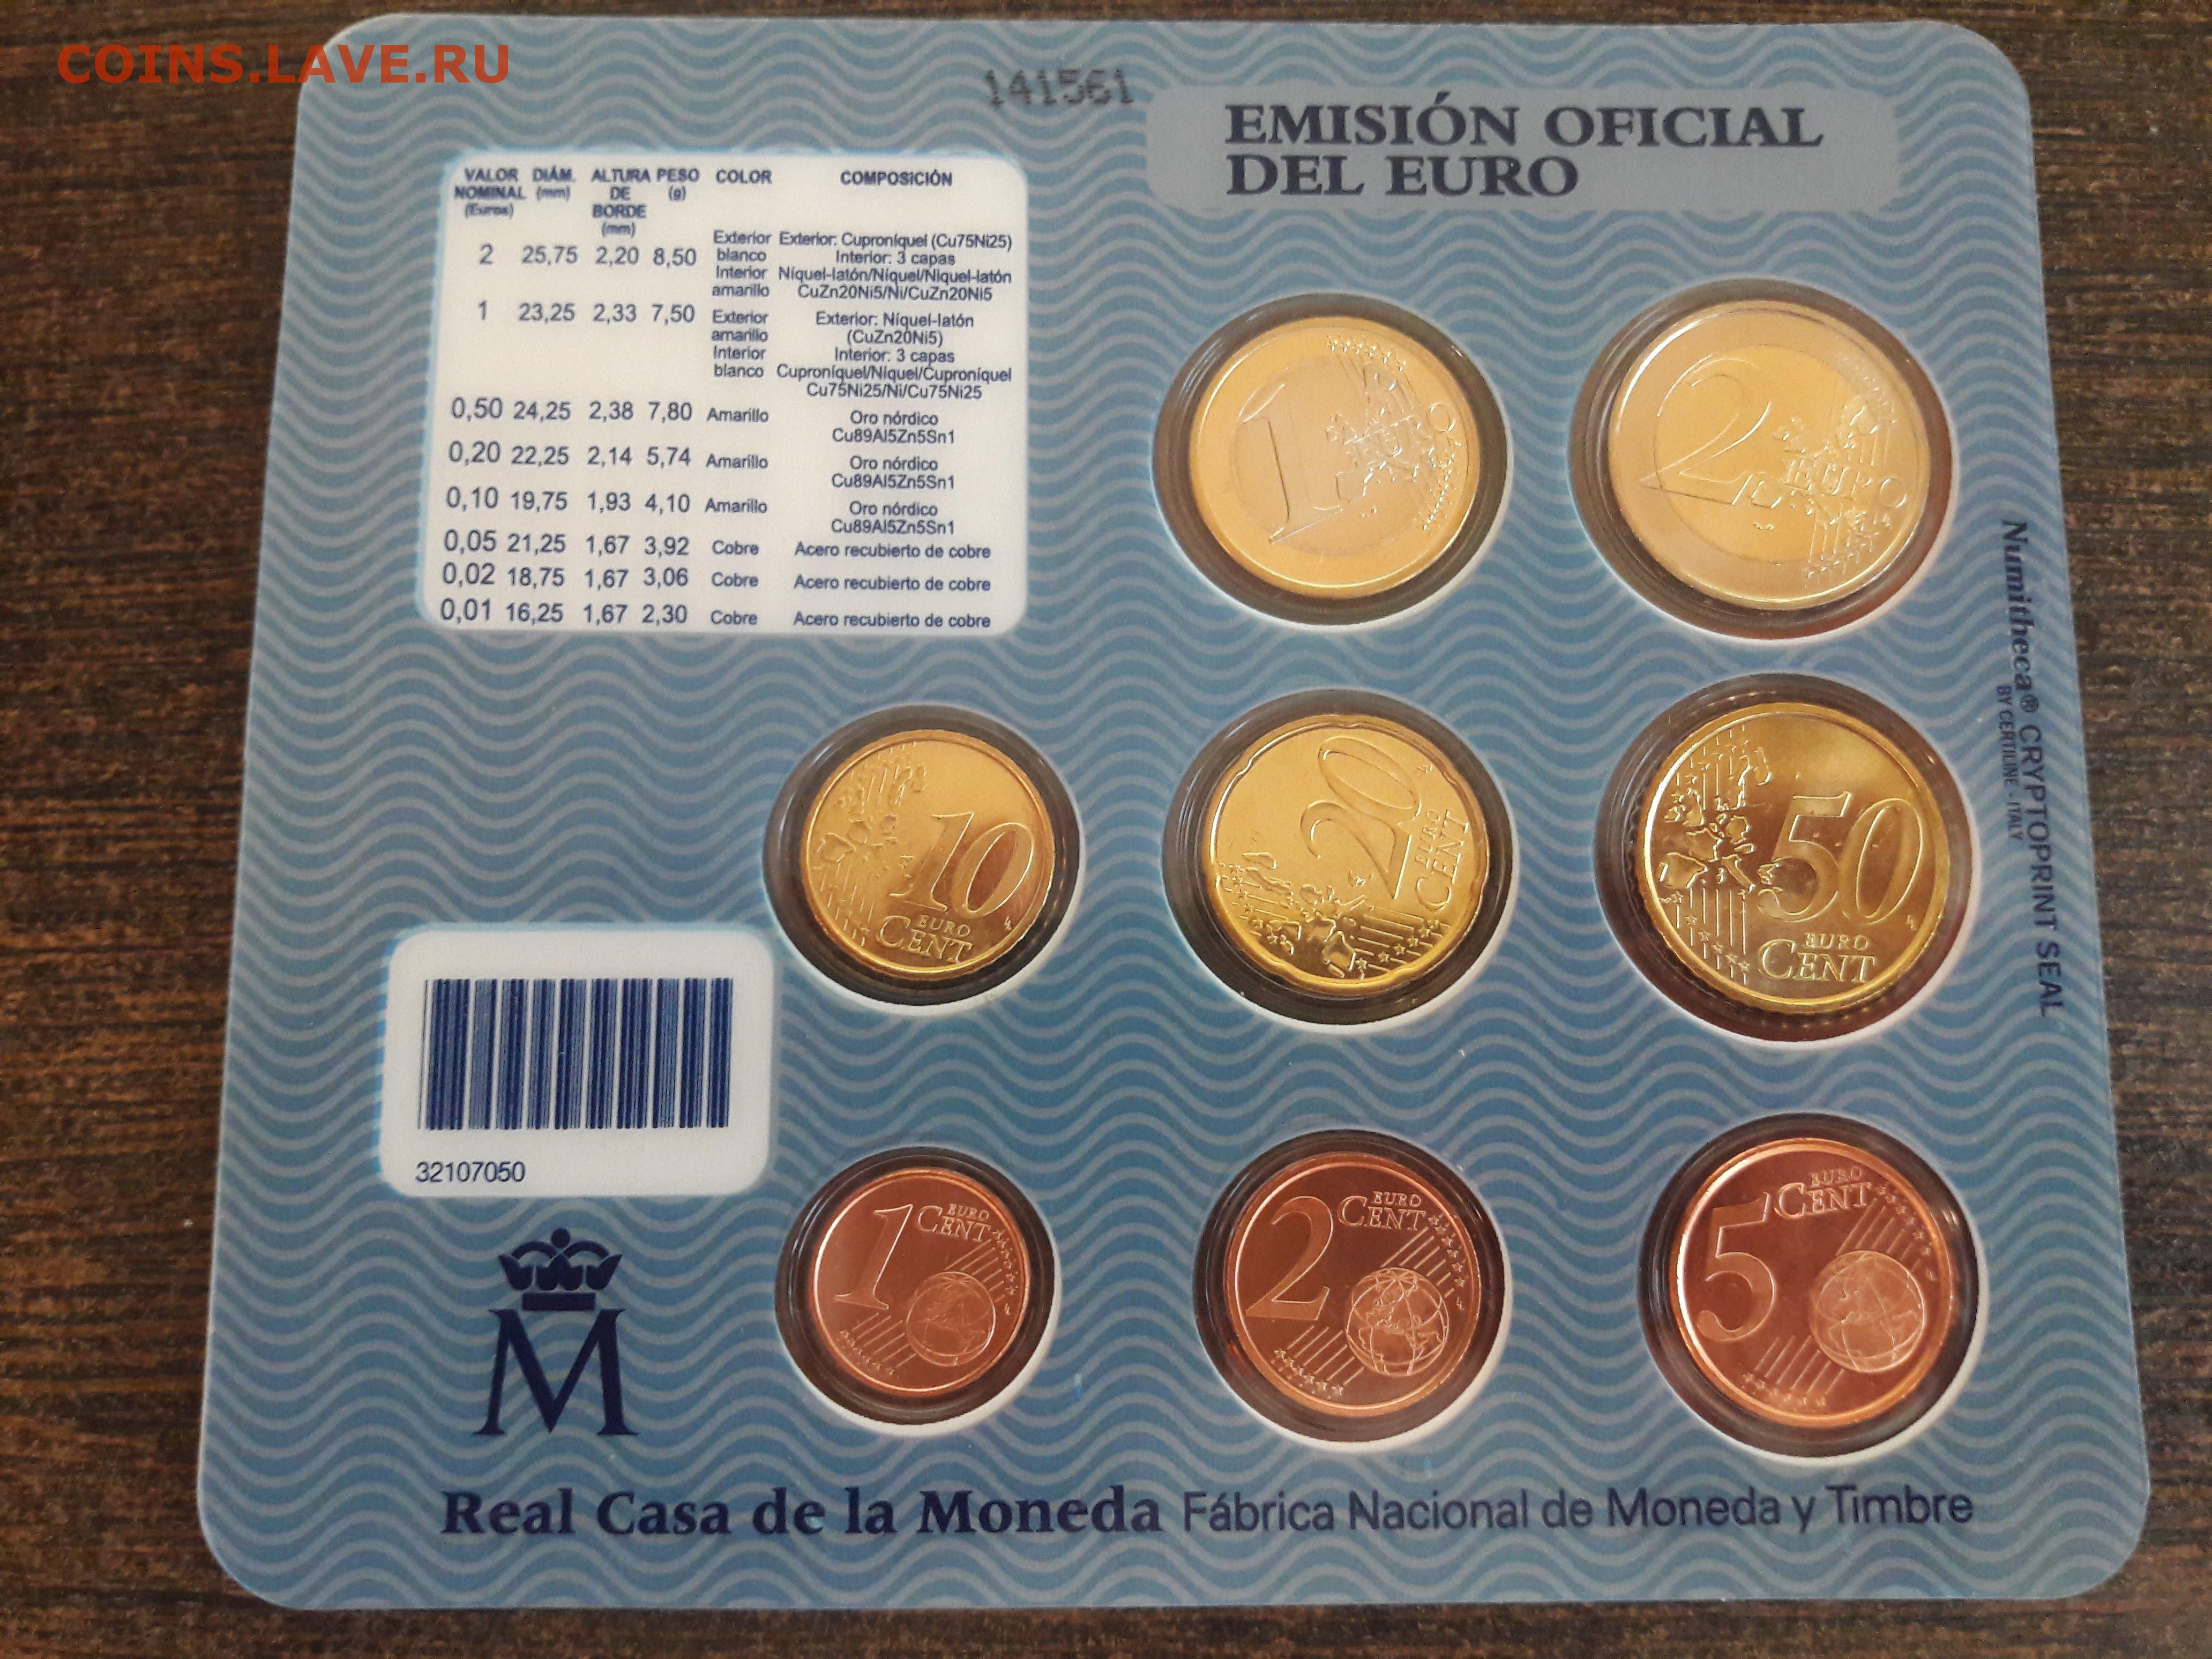 COINS.LAVE.RU
141561
EMISIÓN OFICIAL
DEL EURO
VALOR NOMINAL (Euros) DIÁM. (mm) ALTURA DE BORDE (mm) PESO (g) COLOR COMPOSICIÓN
2 25,75 2,20 8,50 Exterior blanco Interior amarillo Exterior: Cuproníquel (Cu75Ni25)
Interior: 3 capas
Níquel-latón/Níquel/Níquel-latón
CuZn20Ni5/Ni/CuZn20Ni5
1 23,25 2,33 7,50 Exterior amarillo Interior blanco Exterior: Níquel-latón
(CuZn20Ni5)
Interior: 3 capas
Cuproníquel/Níquel/Cuproníquel
Cu75Ni25/Ni/Cu75Ni25
0,50 24,25 2,38 7,80 Amarillo Oro nórdico
Cu89Al5Zn5Sn1
0,20 22,25 2,14 5,74 Amarillo Oro nórdico
Cu89Al5Zn5Sn1
0,10 19,75 1,93 4,10 Amarillo Oro nórdico
Cu89Al5Zn5Sn1
0,05 21,25 1,67 3,92 Cobre Acero recubierto de cobre
0,02 18,75 1,67 3,06 Cobre Acero recubierto de cobre
0,01 16,25 1,67 2,30 Cobre Acero recubierto de cobre
1 EURO
2 EURO
10 EURO CENT
20 EURO CENT
50 EURO CENT
Numitheca® CRYPTOPRINT SEAL
BY CERTILINE - ITALY
32107050
1 EURO CENT
2 EURO CENT
5 EURO CENT
M
Real Casa de la Moneda Fábrica Nacional de Moneda y Timbre